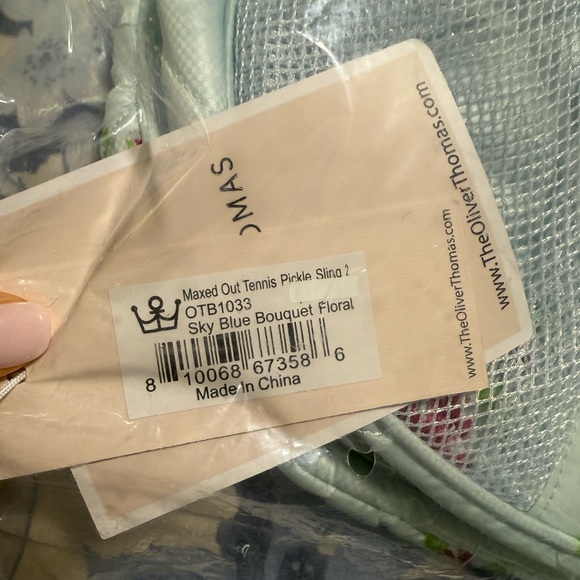 OMAS
www.TheOliverThomas.com
www.TheOliverThomas.com
Maxed Out Tennis Pickle Sling 2
OTB1033
Sky Blue Bouquet Floral
8 10068 67358 6
Made In China